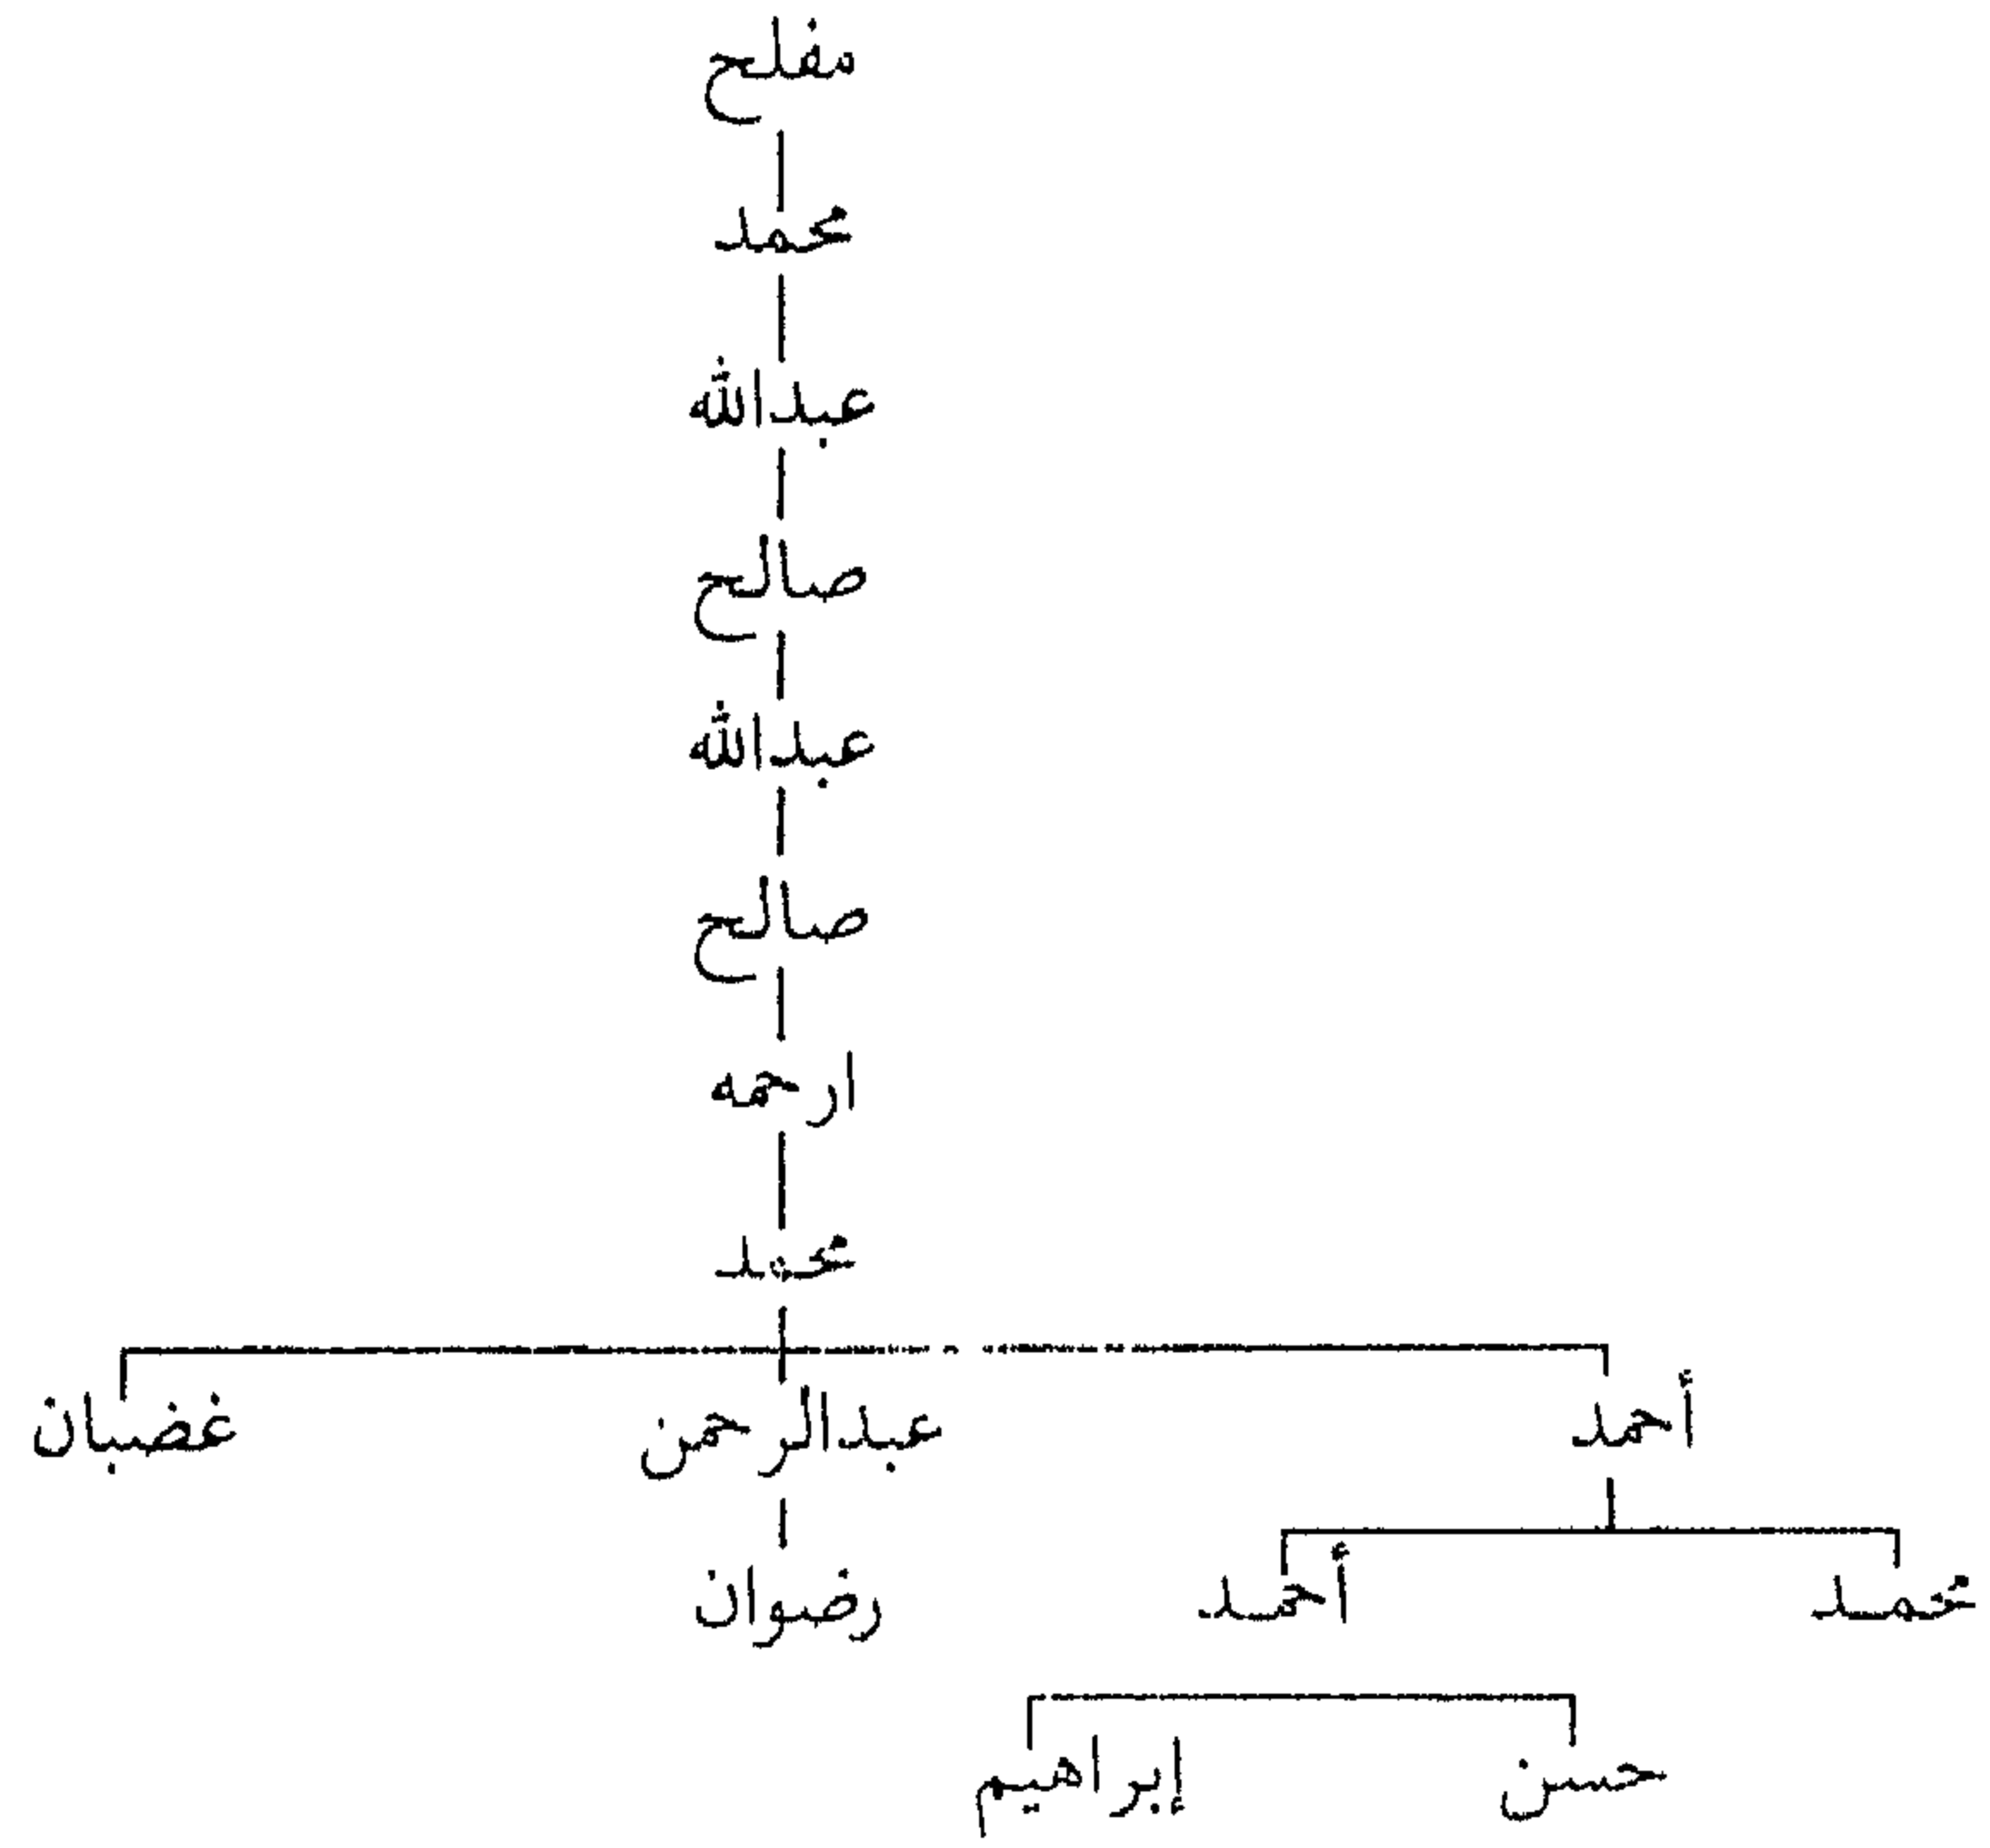 مفلح
محمد
عبدالله
صالح
عبدالله
صالح
ارحمه
محمد
أحمد عبدالرحمن غضبان
محمد أحمد رضوان
حسن إبراهيم